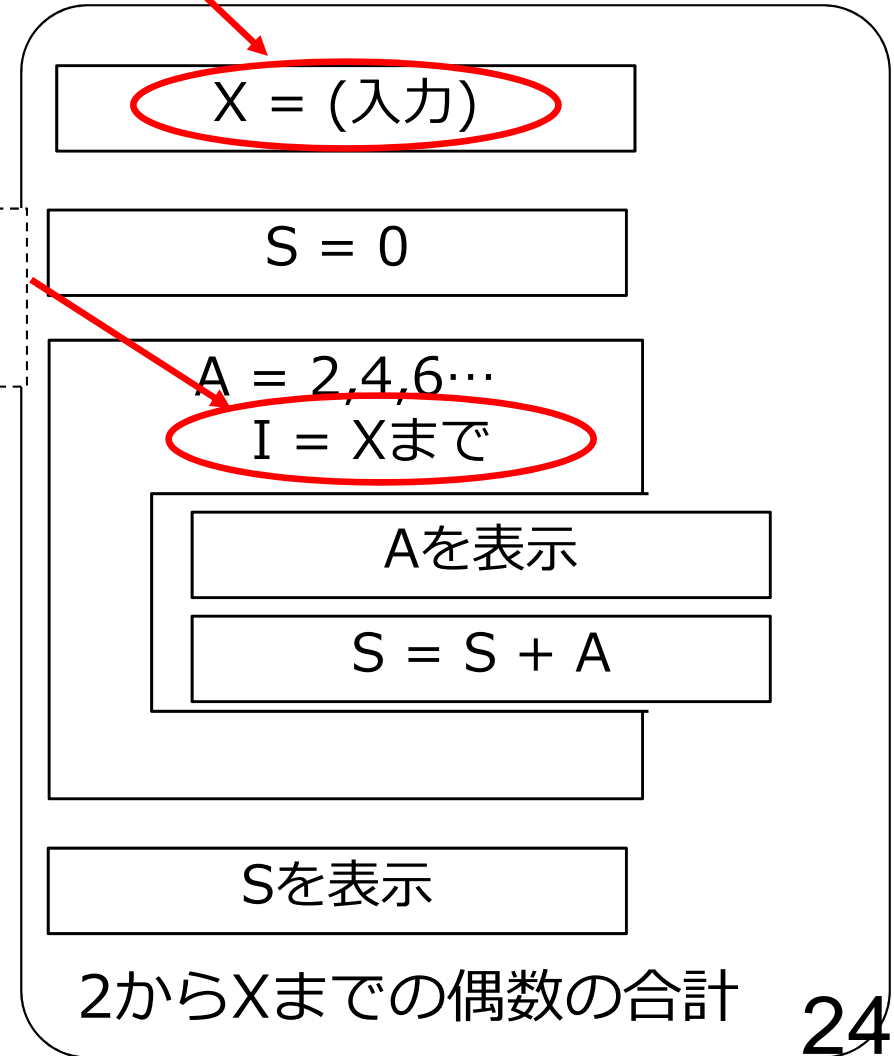 X = (入力)
S = 0
A = 2,4,6…
I = Xまで
Aを表示
S = S + A
Sを表示
2からXまでの偶数の合計
24